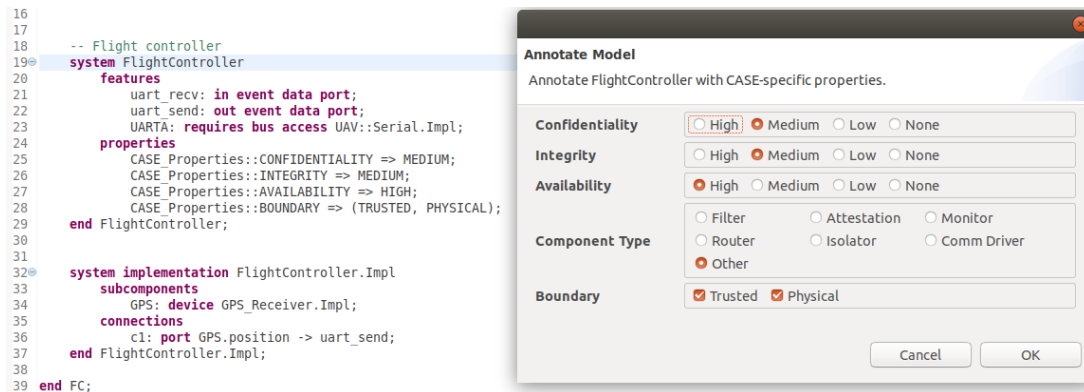 16
17
18 -- Flight controller
19 system FlightController
20 features
21 uart_recv: in event data port;
22 uart_send: out event data port;
23 UARTA: requires bus access UAV::Serial.Impl;
24 properties
25 CASE_Properties::CONFIDENTIALITY => MEDIUM;
26 CASE_Properties::INTEGRITY => MEDIUM;
27 CASE_Properties::AVAILABILITY => HIGH;
28 CASE_Properties::BOUNDARY => (TRUSTED, PHYSICAL);
29 end FlightController;
30
31
32 system implementation FlightController.Impl
33 subcomponents
34 GPS: device GPS_Receiver.Impl;
35 connections
36 c1: port GPS.position -> uart_send;
37 end FlightController.Impl;
38
39 end FC;
Annotate Model
Annotate FlightController with CASE-specific properties.
Confidentiality High Medium Low None
Integrity High Medium Low None
Availability High Medium Low None
Component Type
Filter Attestation Monitor
Router Isolator Comm Driver
Other
Boundary Trusted Physical
Cancel OK